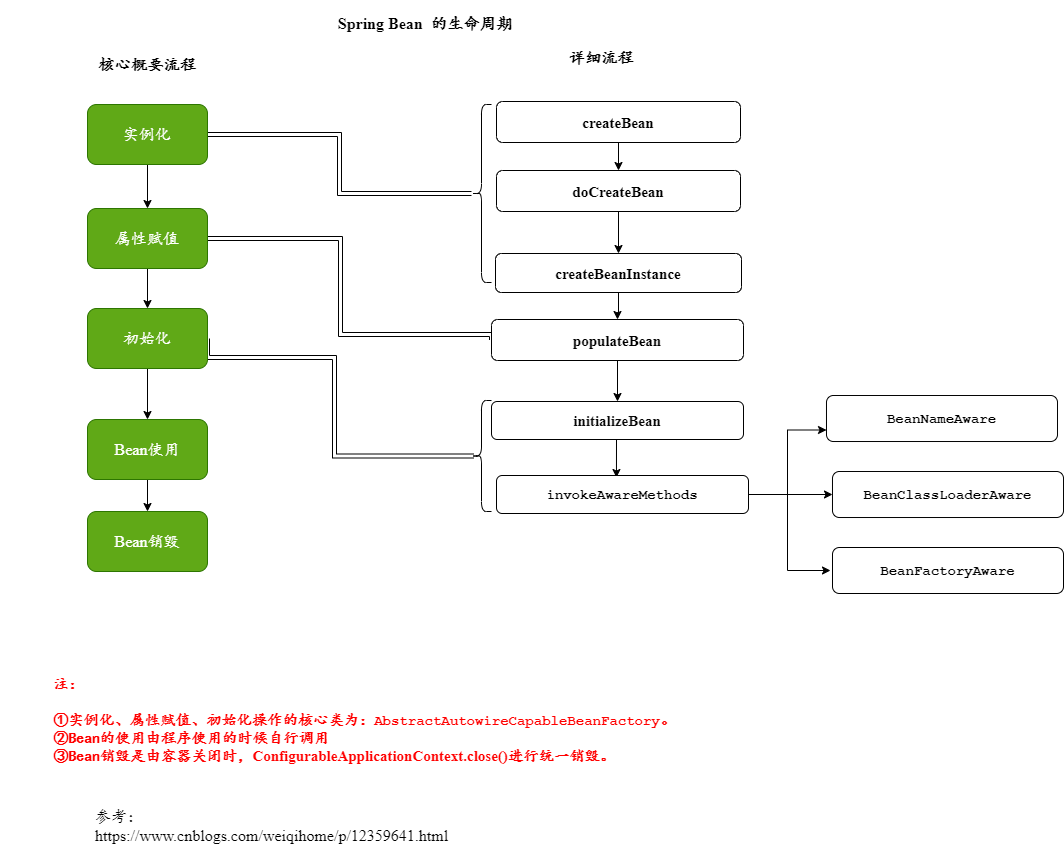 Spring Bean 的生命周期
核心概要流程
详细流程
实例化
属性赋值
初始化
Bean使用
Bean销毁
createBean
doCreateBean
createBeanInstance
populateBean
initializeBean
invokeAwareMethods
BeanNameAware
BeanClassLoaderAware
BeanFactoryAware
注：
①实例化、属性赋值、初始化操作的核心类为：AbstractAutowireCapableBeanFactory。
②Bean的使用由程序使用的时候自行调用
③Bean销毁是由容器关闭时，ConfigurableApplicationContext.close()进行统一销毁。
参考：
https://www.cnblogs.com/weiqihome/p/12359641.html